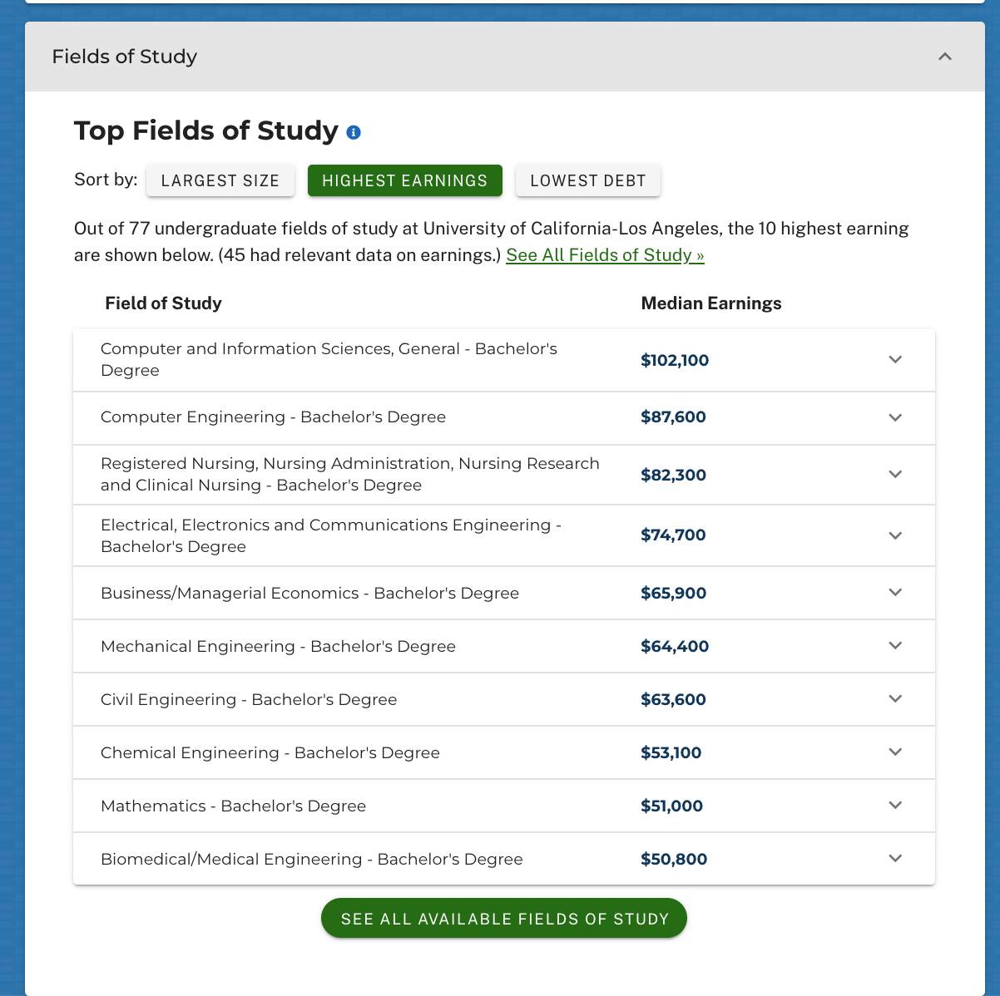 Fields of Study
Top Fields of Study
Sort by: LARGEST SIZE HIGHEST EARNINGS LOWEST DEBT
Out of 77 undergraduate fields of study at University of California-Los Angeles, the 10 highest earning
are shown below. (45 had relevant data on earnings.) See All Fields of Study »
Field of Study Median Earnings
Computer and Information Sciences, General - Bachelor's
Degree
$102,100
Computer Engineering - Bachelor's Degree $87,600
Registered Nursing, Nursing Administration, Nursing Research
and Clinical Nursing - Bachelor's Degree
$82,300
Electrical, Electronics and Communications Engineering -
Bachelor's Degree
$74,700
Business/Managerial Economics - Bachelor's Degree $65,900
Mechanical Engineering - Bachelor's Degree $64,400
Civil Engineering - Bachelor's Degree $63,600
Chemical Engineering - Bachelor's Degree $53,100
Mathematics - Bachelor's Degree $51,000
Biomedical/Medical Engineering - Bachelor's Degree $50,800
SEE ALL AVAILABLE FIELDS OF STUDY